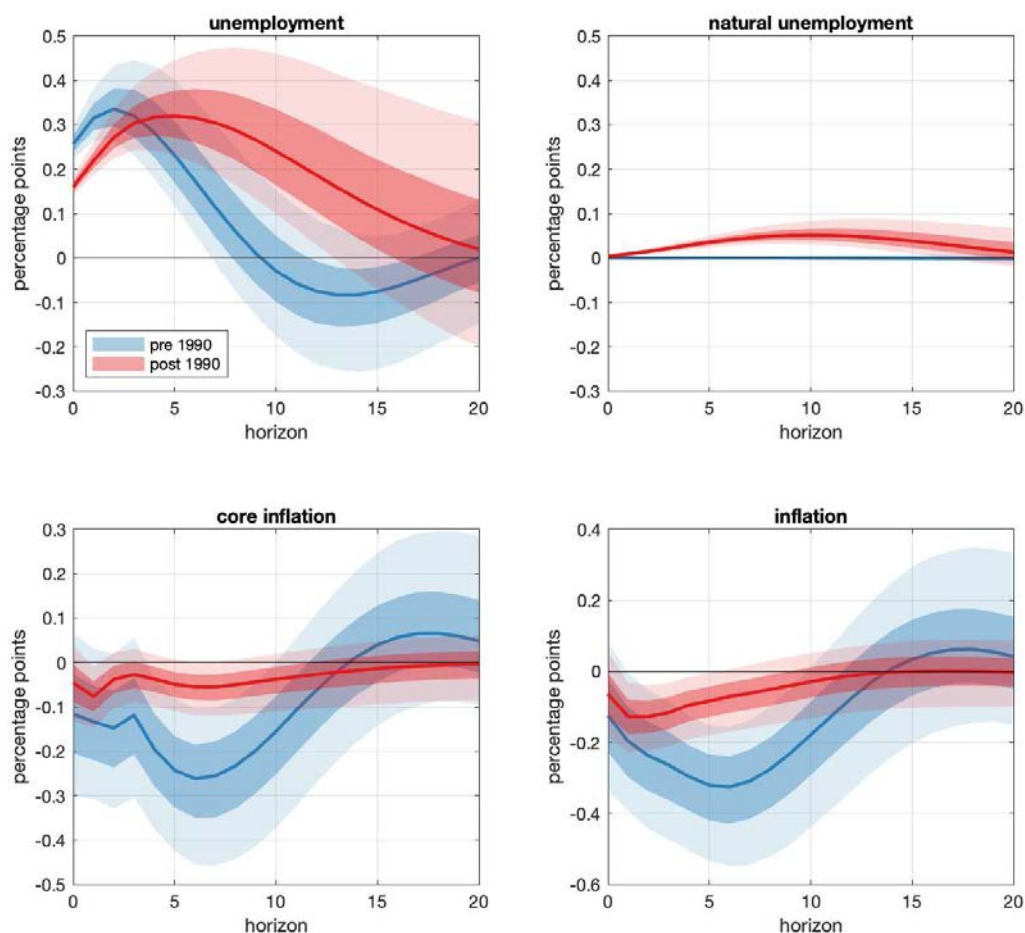 unemployment
0.5
0.4
0.3
0.2
0.1
0
-0.1
-0.2
-0.3
percentage points
pre 1990
post 1990
0 5 10 15 20
horizon
natural unemployment
0.5
0.4
0.3
0.2
0.1
0
-0.1
-0.2
-0.3
percentage points
0 5 10 15 20
horizon
core inflation
0.3
0.2
0.1
0
-0.1
-0.2
-0.3
-0.4
-0.5
percentage points
0 5 10 15 20
horizon
inflation
0.4
0.2
0
-0.2
-0.4
-0.6
percentage points
0 5 10 15 20
horizon